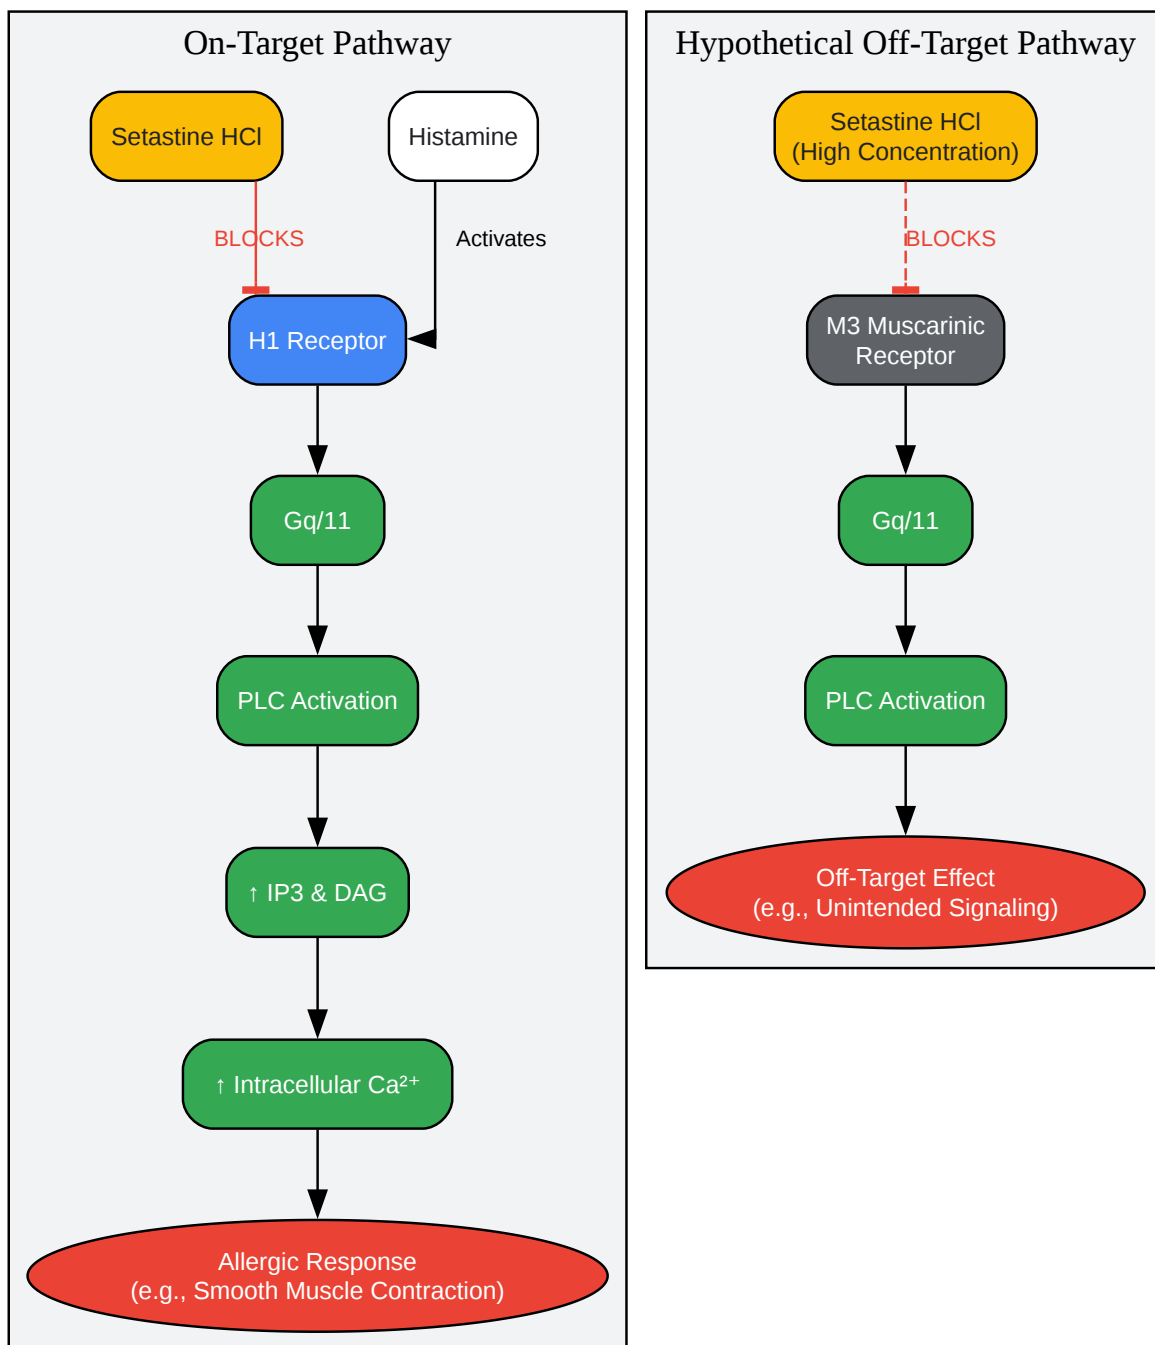 On-Target Pathway
Setastine HCl
Histamine
BLOCKS
Activates
H1 Receptor
Gq/11
PLC Activation
↑ IP3 & DAG
↑ Intracellular Ca²⁺
Allergic Response
(e.g., Smooth Muscle Contraction)
Hypothetical Off-Target Pathway
Setastine HCl
(High Concentration)
BLOCKS
M3 Muscarinic
Receptor
Gq/11
PLC Activation
Off-Target Effect
(e.g., Unintended Signaling)